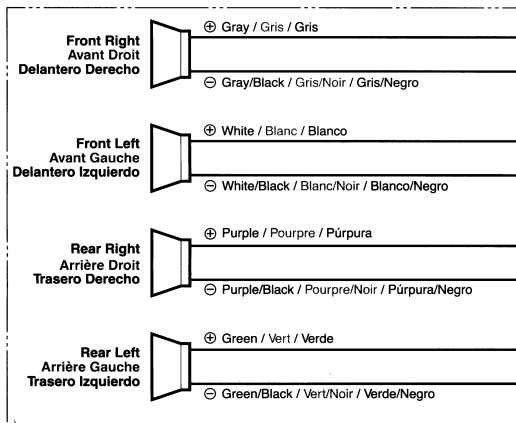 ⊕ Gray / Gris / Gris
Front Right
Avant Droit
Delantero Derecho
⊖ Gray/Black / Gris/Noir / Gris/Negro
⊕ White / Blanc / Blanco
Front Left
Avant Gauche
Delantero Izquierdo
⊖ White/Black / Blanc/Noir / Blanco/Negro
⊕ Purple / Pourpre / Púrpura
Rear Right
Arrière Droit
Trasero Derecho
⊖ Purple/Black / Pourpre/Noir / Púrpura/Negro
⊕ Green / Vert / Verde
Rear Left
Arrière Gauche
Trasero Izquierdo
⊖ Green/Black / Vert/Noir / Verde/Negro